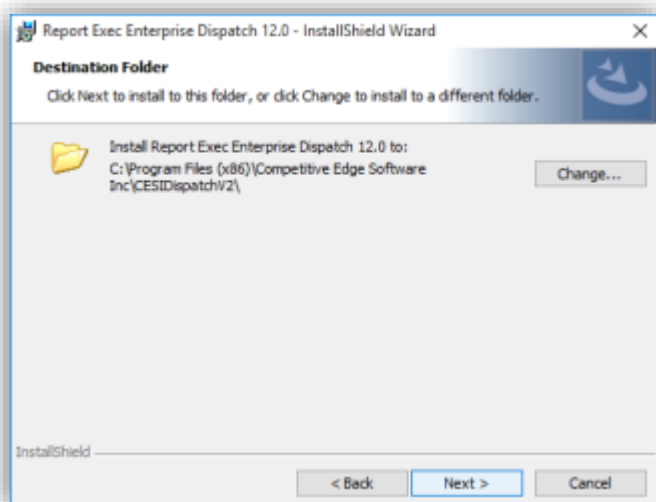 Report Exec Enterprise Dispatch 12.0 - InstallShield Wizard
Destination Folder
Click Next to install to this folder, or click Change to install to a different folder.
Install Report Exec Enterprise Dispatch 12.0 to:
C:\Program Files (x86)\Competitive Edge Software
Inc\CESIDispatchV2\
Change...
InstallShield
< Back
Next >
Cancel